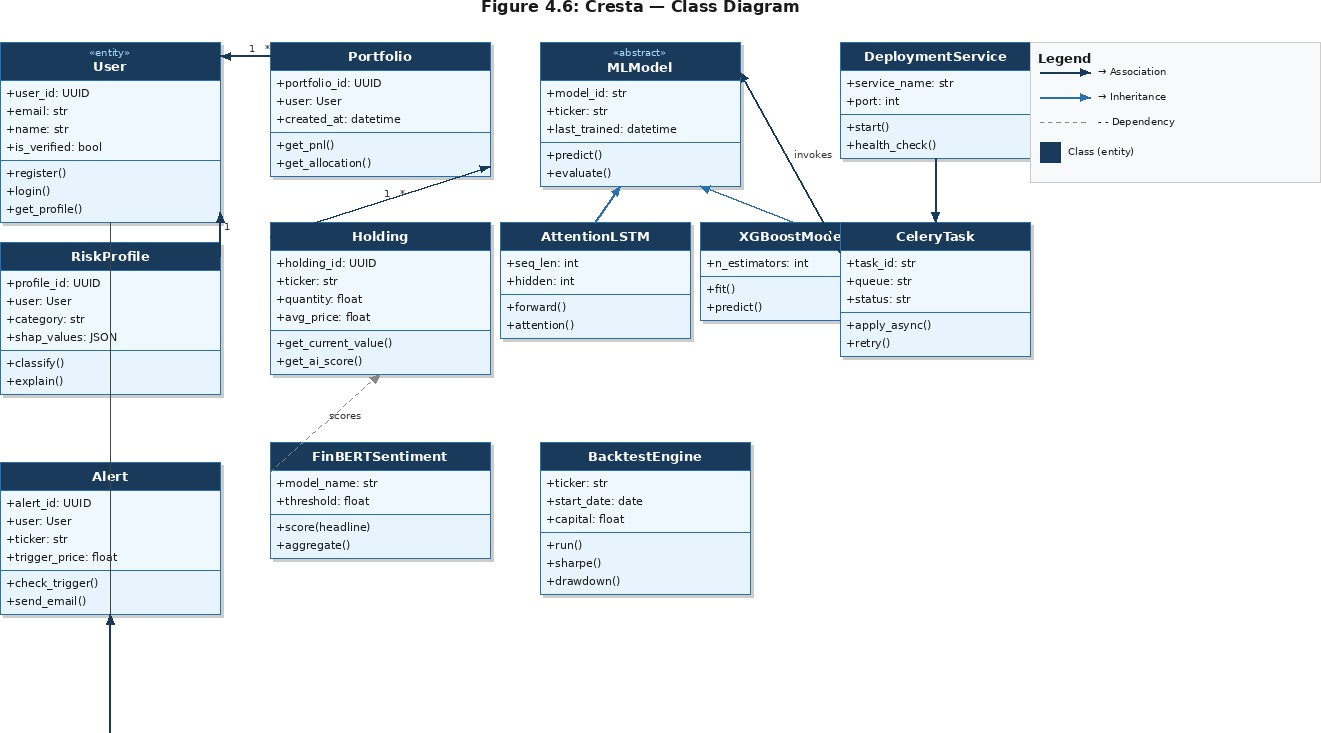 Figure 4.6: Cresta — Class Diagram
«entity»
User
+user_id: UUID
+email: str
+name: str
+is_verified: bool
+register()
+login()
+get_profile()
1 *
Portfolio
+portfolio_id: UUID
+user: User
+created_at: datetime
+get_pnl()
+get_allocation()
«abstract»
MLModel
+model_id: str
+ticker: str
+last_trained: datetime
+predict()
+evaluate()
invokes
DeploymentService
+service_name: str
+port: int
+start()
+health_check()
Legend
→ Association
→ Inheritance
- - Dependency
Class (entity)
1
1 *
RiskProfile
+profile_id: UUID
+user: User
+category: str
+shap_values: JSON
+classify()
+explain()
Holding
+holding_id: UUID
+ticker: str
+quantity: float
+avg_price: float
+get_current_value()
+get_ai_score()
AttentionLSTM
+seq_len: int
+hidden: int
+forward()
+attention()
XGBoostMode
+n_estimators: int
+fit()
+predict()
CeleryTask
+task_id: str
+queue: str
+status: str
+apply_async()
+retry()
scores
Alert
+alert_id: UUID
+user: User
+ticker: str
+trigger_price: float
+check_trigger()
+send_email()
FinBERTSentiment
+model_name: str
+threshold: float
+score(headline)
+aggregate()
BacktestEngine
+ticker: str
+start_date: date
+capital: float
+run()
+sharpe()
+drawdown()